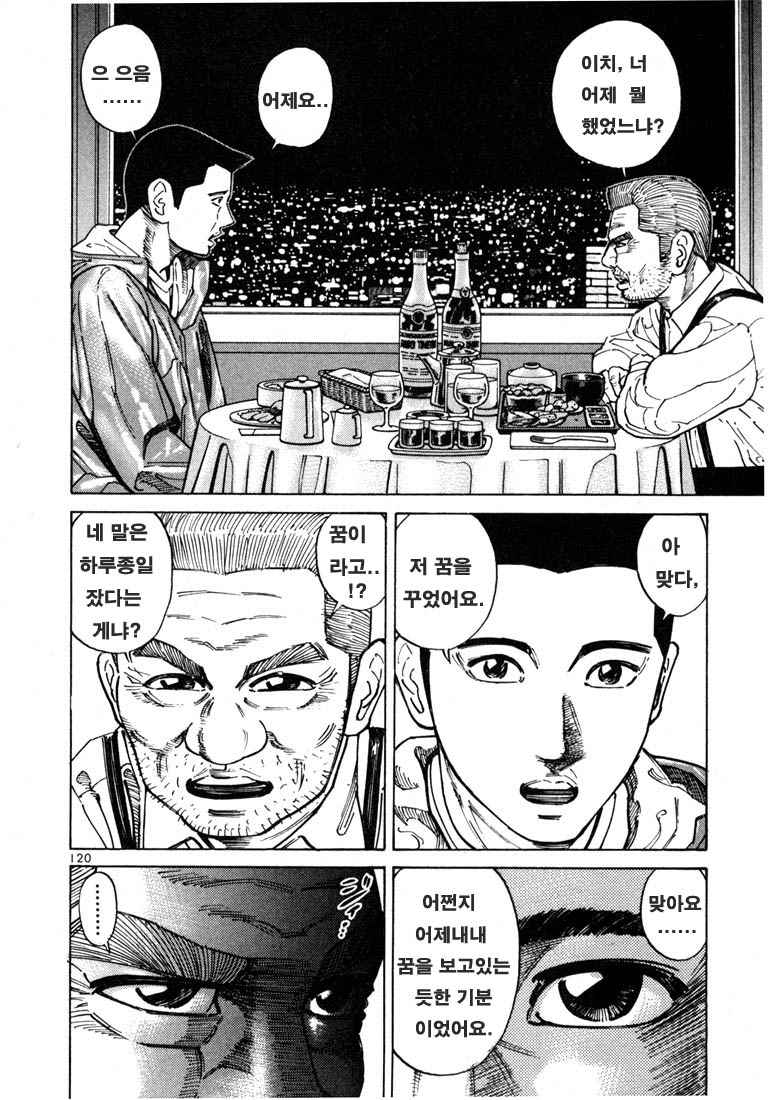 이치, 너
어제 뭘
했었느냐?
어제요..
으 으음
......
아
맞다,
저 꿈을
꾸었어요.
꿈이
라고..
!?
네 말은
하루종일
잤다는
게냐?
120
맞아요
......
어쩐지
어제내내
꿈을 보고있는
듯한 기분
이었어요.
ジィ…
........